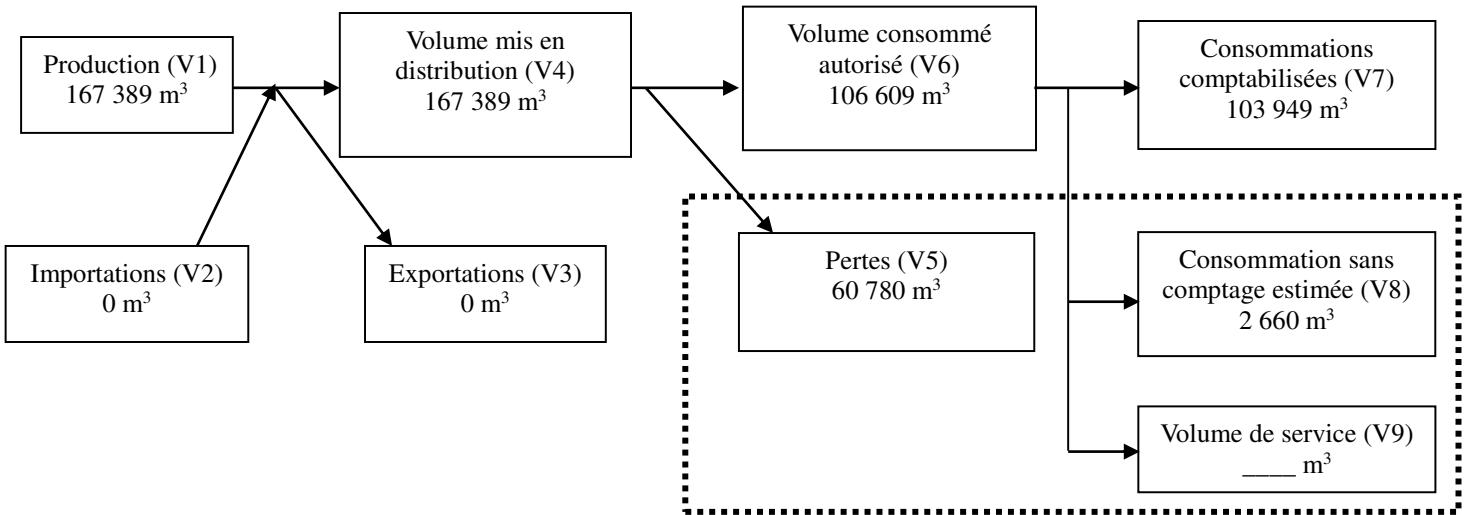 Production (V1)
167 389 m³
Volume mis en
distribution (V4)
167 389 m³
Volume consommé
autorisé (V6)
106 609 m³
Consommations
comptabilisées (V7)
103 949 m³
Importations (V2)
0 m³
Exportations (V3)
0 m³
Pertes (V5)
60 780 m³
Consommation sans
comptage estimée (V8)
2 660 m³
Volume de service (V9)
____ m³